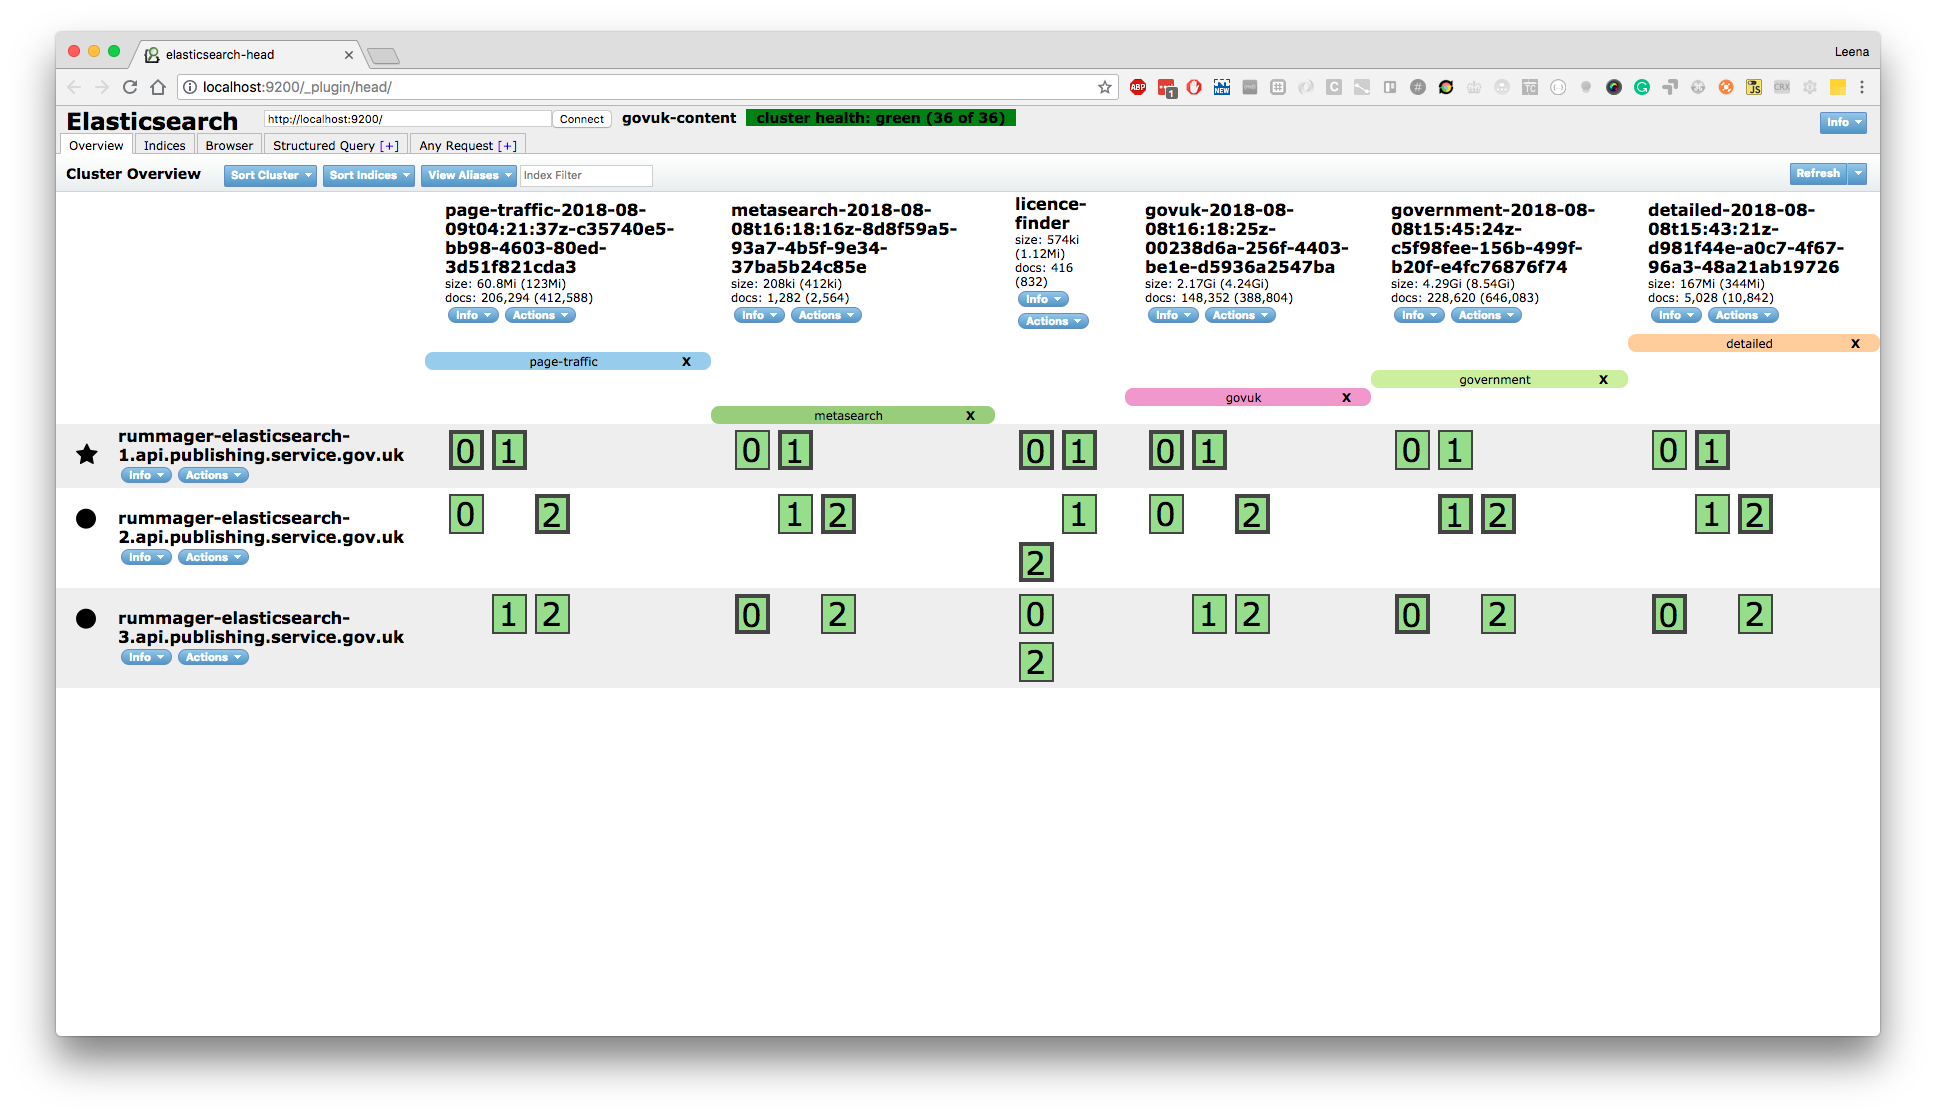 elasticsearch-head
Leena
localhost:9200/_plugin/head/
Elasticsearch
http://localhost:9200/
Connect
govuk-content
cluster health: green (36 of 36)
Info
Overview
Indices
Browser
Structured Query [+]
Any Request [+]
Cluster Overview
Sort Cluster
Sort Indices
View Aliases
Index Filter
Refresh
page-traffic-2018-08-
09t04:21:37z-c35740e5-
bb98-4603-80ed-
3d51f821cda3
size: 60.8Mi (123Mi)
docs: 206,294 (412,588)
Info Actions
metasearch-2018-08-
08t16:18:16z-8d8f59a5-
93a7-4b5f-9e34-
37ba5b24c85e
size: 208ki (412ki)
docs: 1,282 (2,564)
Info Actions
licence-
finder
size: 574ki
(1.12Mi)
docs: 416
(832)
Info
Actions
govuk-2018-08-
08t16:18:25z-
00238d6a-256f-4403-
be1e-d5936a2547ba
size: 2.17Gi (4.24Gi)
docs: 148,352 (388,804)
Info Actions
government-2018-08-
08t15:45:24z-
c5f98fee-156b-499f-
b20f-e4fc76876f74
size: 4.29Gi (8.54Gi)
docs: 228,620 (646,083)
Info Actions
detailed-2018-08-
08t15:43:21z-
d981f44e-a0c7-4f67-
96a3-48a21ab19726
size: 167Mi (344Mi)
docs: 5,028 (10,842)
Info Actions
detailed X
page-traffic X
government X
govuk X
metasearch X
rummager-elasticsearch-
1.api.publishing.service.gov.uk
Info Actions
0 1 0 1 0 1 0 1 0 1 0 1
rummager-elasticsearch-
2.api.publishing.service.gov.uk
Info Actions
0 2 1 2 1 0 2 1 2 1 2
2
rummager-elasticsearch-
3.api.publishing.service.gov.uk
Info Actions
1 2 0 2 0 1 2 0 2 0 2
2